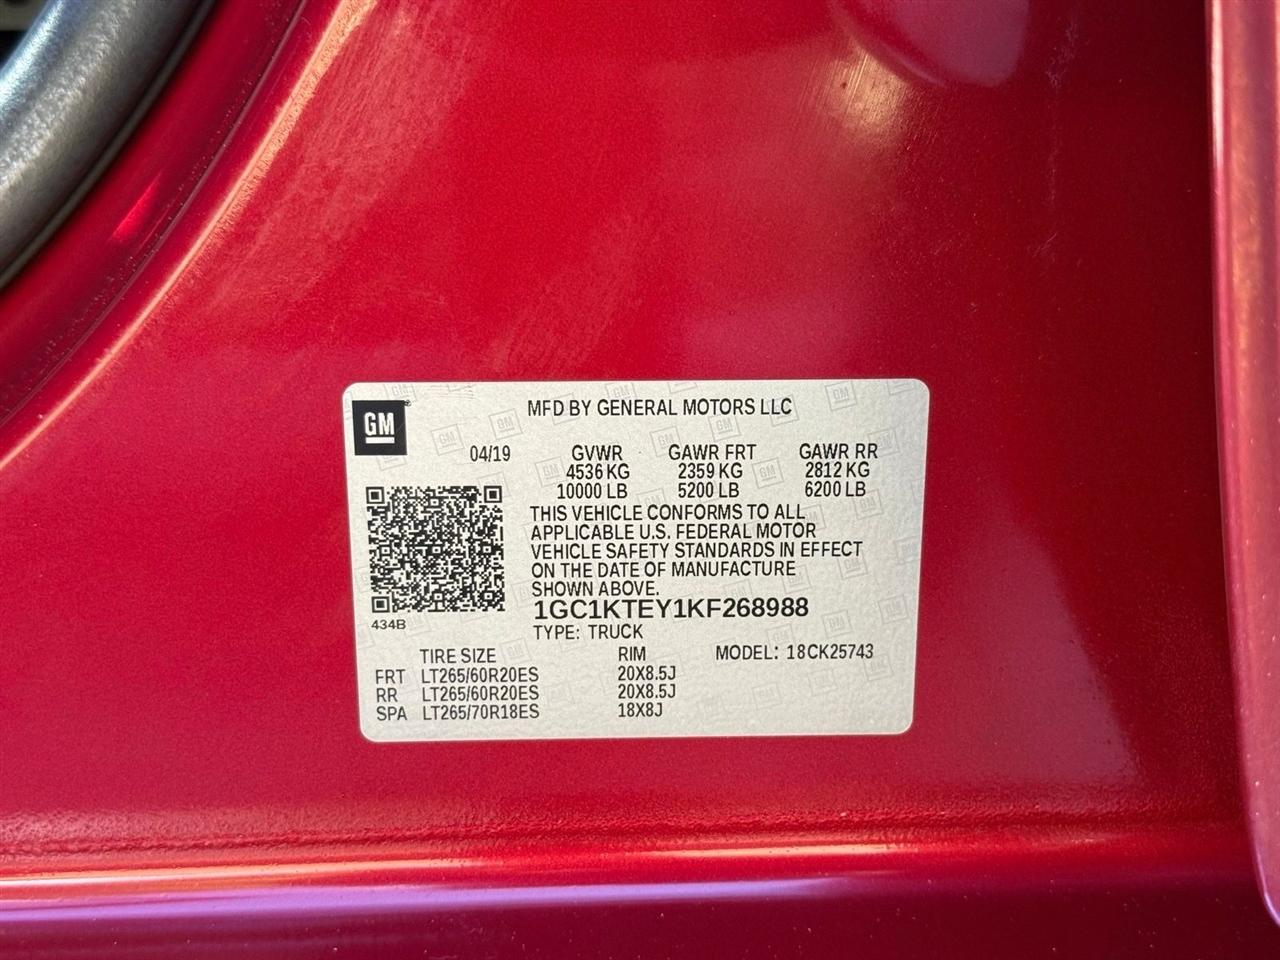 GM
MFD BY GENERAL MOTORS LLC
04/19 GVWR GAWR FRT GAWR RR
4536 KG 2359 KG 2812 KG
10000 LB 5200 LB 6200 LB
THIS VEHICLE CONFORMS TO ALL
APPLICABLE U.S. FEDERAL MOTOR
VEHICLE SAFETY STANDARDS IN EFFECT
ON THE DATE OF MANUFACTURE
SHOWN ABOVE.
1GC1KTEY1KF268988
434B
TYPE: TRUCK
TIRE SIZE RIM MODEL: 18CK25743
FRT LT265/60R20ES 20X8.5J
RR LT265/60R20ES 20X8.5J
SPA LT265/70R18ES 18X8J